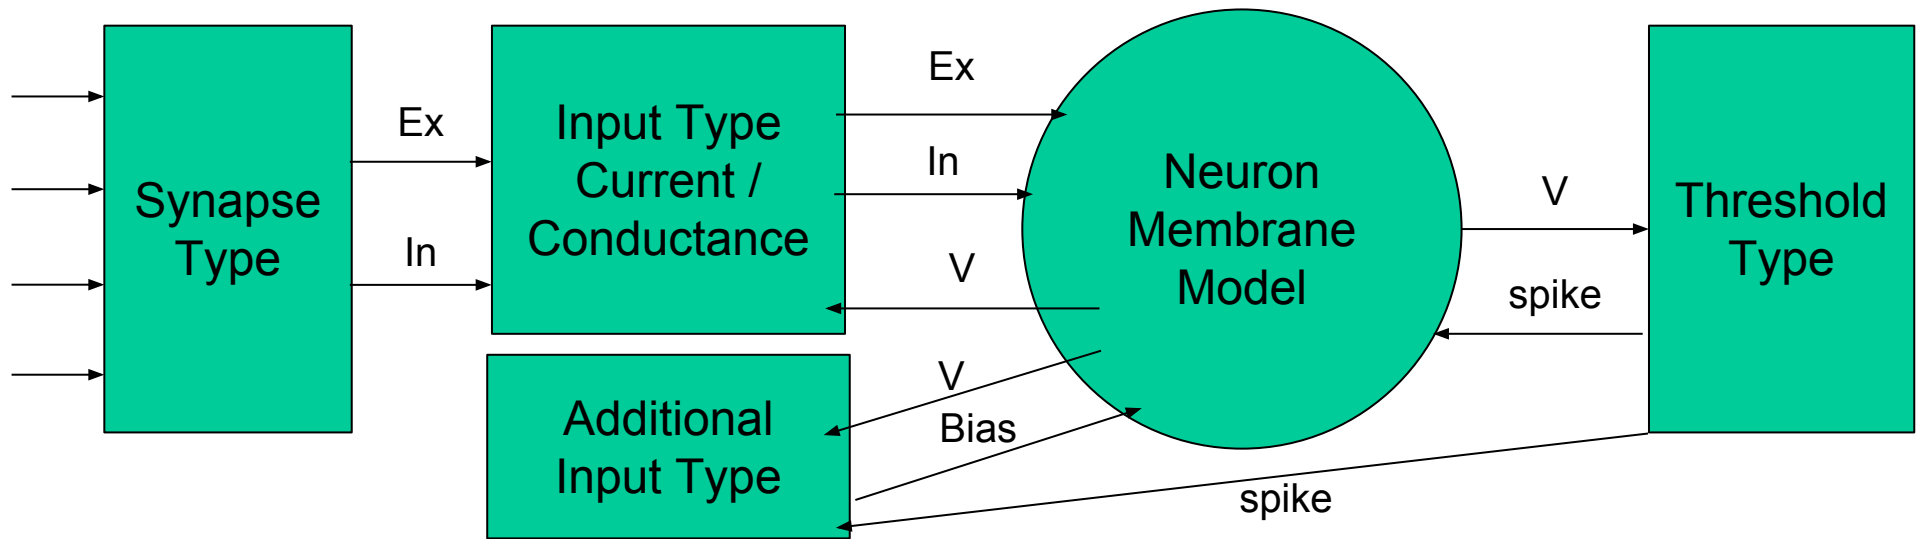 Synapse
Type
Ex
In
Input Type
Current /
Conductance
Ex
In
V
Neuron
Membrane
Model
V
spike
Threshold
Type
Additional
Input Type
V
Bias
spike